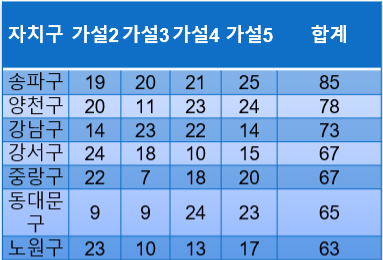 자치구 가설2 가설3 가설4 가설5 합계
송파구 19 20 21 25 85
양천구 20 11 23 24 78
강남구 14 23 22 14 73
강서구 24 18 10 15 67
중랑구 22 7 18 20 67
동대문
구 9 9 24 23 65
노원구 23 10 13 17 63